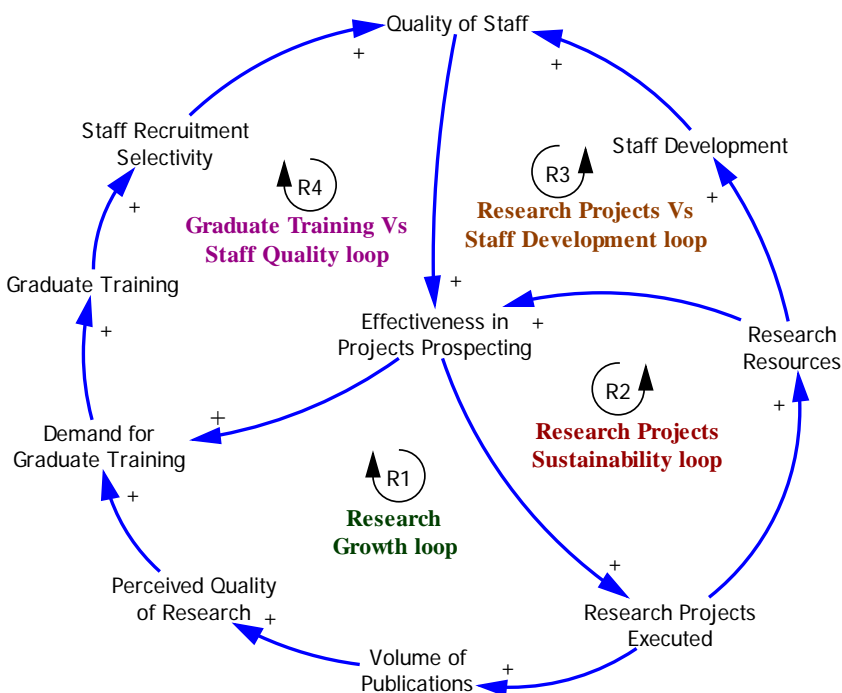 Quality of Staff
+
+
Staff Recruitment
Selectivity
Staff Development
R4
R3
+
Graduate Training Vs
Staff Quality loop
Research Projects Vs
Staff Development loop
+
Graduate Training
+
+
Effectiveness in
Projects Prospecting
+
Research
Resources
+
R2
+
+
Demand for
Graduate Training
Research Projects
Sustainability loop
R1
+
Research
Growth loop
+
Perceived Quality
of Research
+
Research Projects
Executed
Volume of
Publications
+